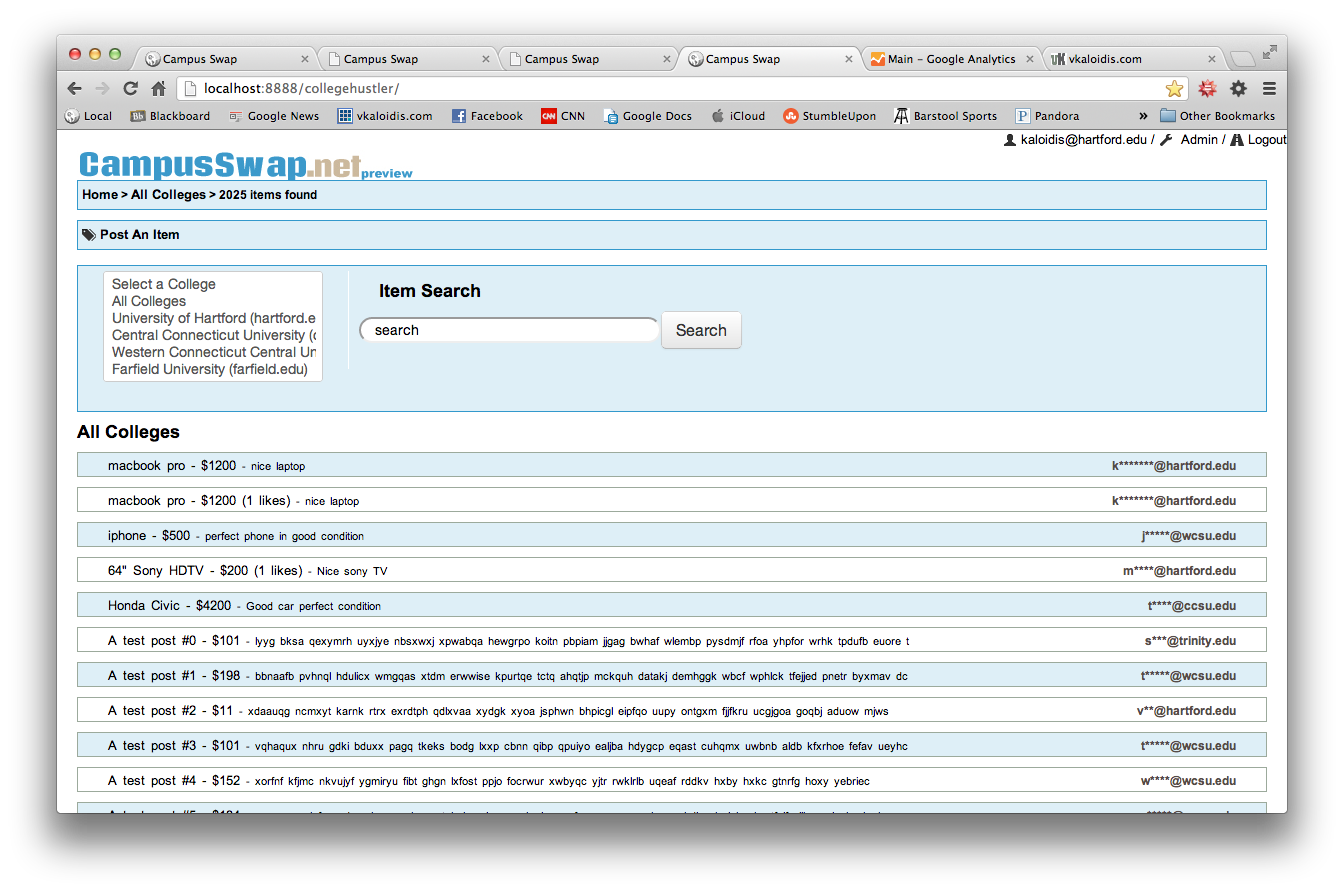 Campus Swap Campus Swap Campus Swap Campus Swap Main – Google Analytics vkaloidis.com
localhost:8888/collegehustler/
Local Blackboard Google News vkaloidis.com Facebook CNN Google Docs iCloud StumbleUpon Barstool Sports Pandora » Other Bookmarks
kaloidis@hartford.edu / Admin / Logout
CampusSwap.net preview
Home > All Colleges > 2025 items found
Post An Item
Select a College
All Colleges
University of Hartford (hartford.e
Central Connecticut University (c
Western Connecticut Central Un
Farfield University (farfield.edu)
Item Search
search Search
All Colleges
macbook pro - $1200 - nice laptop k*******@hartford.edu
macbook pro - $1200 (1 likes) - nice laptop k*******@hartford.edu
iphone - $500 - perfect phone in good condition j*****@wcsu.edu
64" Sony HDTV - $200 (1 likes) - Nice sony TV m****@hartford.edu
Honda Civic - $4200 - Good car perfect condition t****@ccsu.edu
A test post #0 - $101 - lyyg bksa qexymrh uyxjye nbsxwxj xpwabqa hewgrpo koitn pbpiam jjgag bwhaf wlembp pysdmjf rfoa yhpfor wrhk tpdufb euore t s***@trinity.edu
A test post #1 - $198 - bbnaafb pvhnql hdulicx wmgqas xtdm erwwise kpurtqe tctq ahqtjp mckquh datakj demhggk wbcf wphlck tfejjed pnetr byxmav dc t*****@wcsu.edu
A test post #2 - $11 - xdaauqg ncmxyt karnk rtrx exrdtph qdlxvaa xydgk xyoa jsphwn bhpicgl eipfqo uupy ontgxm fjjfkru ucgjgoa goqbj aduow mjws v**@hartford.edu
A test post #3 - $101 - vqhaqux nhru gdki bduxx pagq tkeks bodg lxxp cbnn qibp qpuiyo ealjba hdygcp eqast cuhqmx uwbnb aldb kfxrhoe fefav ueyhc t*****@wcsu.edu
A test post #4 - $152 - xorfnf kfjmc nkvujyf ygmiryu fibt ghgn lxfost ppjo focrwur xwbyqc yjtr rwklrlb uqeaf rddkv hxby hxkc gtnrfg hoxy yebriec w****@wcsu.edu